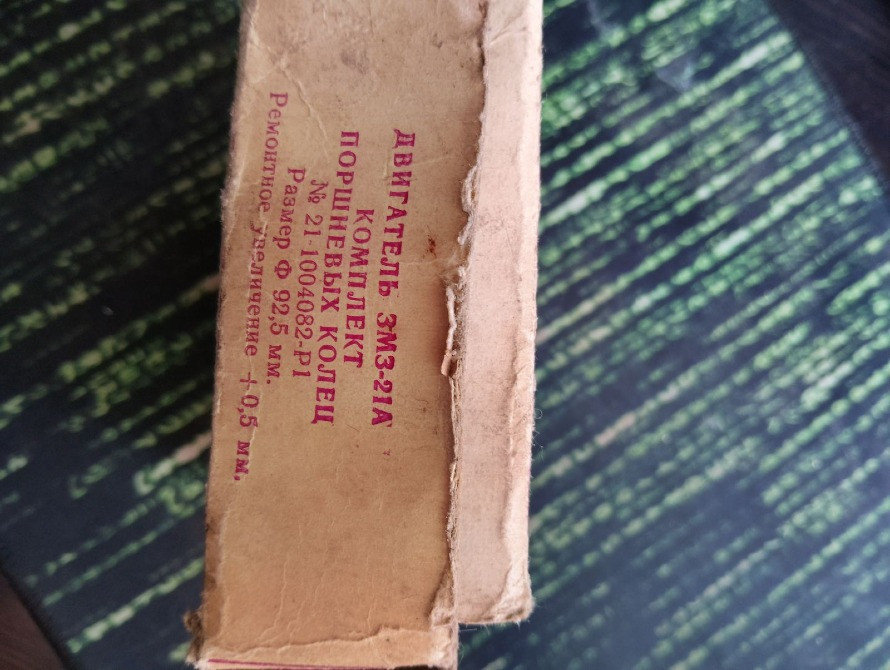 ДВИГАТЕЛЬ ЗМЗ-21А
КОМПЛЕКТ
ПОРШНЕВЫХ КОЛЕЦ
№ 21-1004082-Р1
Размер Ф 92,5 мм.
Ремонтное увеличение +0,5 мм.